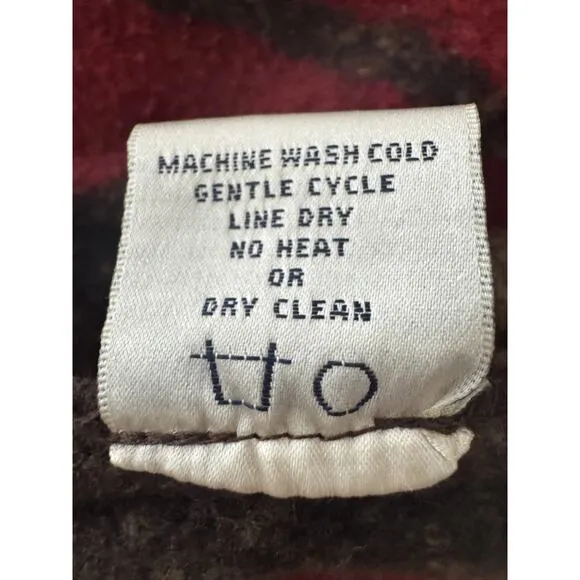 MACHINE WASH COLD
GENTLE CYCLE
LINE DRY
NO HEAT
OR
DRY CLEAN